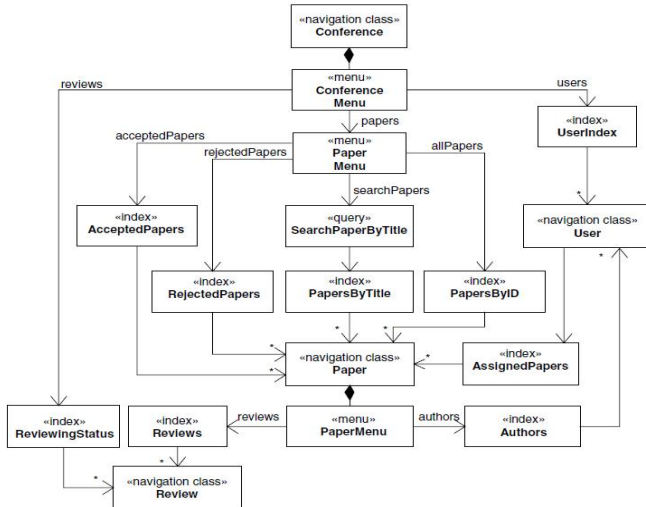 «navigation class»
Conference
reviews
«menu»
Conference
Menu
users
papers
«index»
UserIndex
acceptedPapers
rejectedPapers
«menu»
Paper
Menu
allPapers
searchPapers
*
«index»
AcceptedPapers
«query»
SearchPaperByTitle
«navigation class»
User
*
«index»
RejectedPapers
«index»
PapersByTitle
«index»
PapersByID
*
*
*
*
«navigation class»
Paper
*
«index»
AssignedPapers
«index»
ReviewingStatus
«index»
Reviews
reviews
«menu»
PaperMenu
authors
«index»
Authors
*
*
«navigation class»
Review